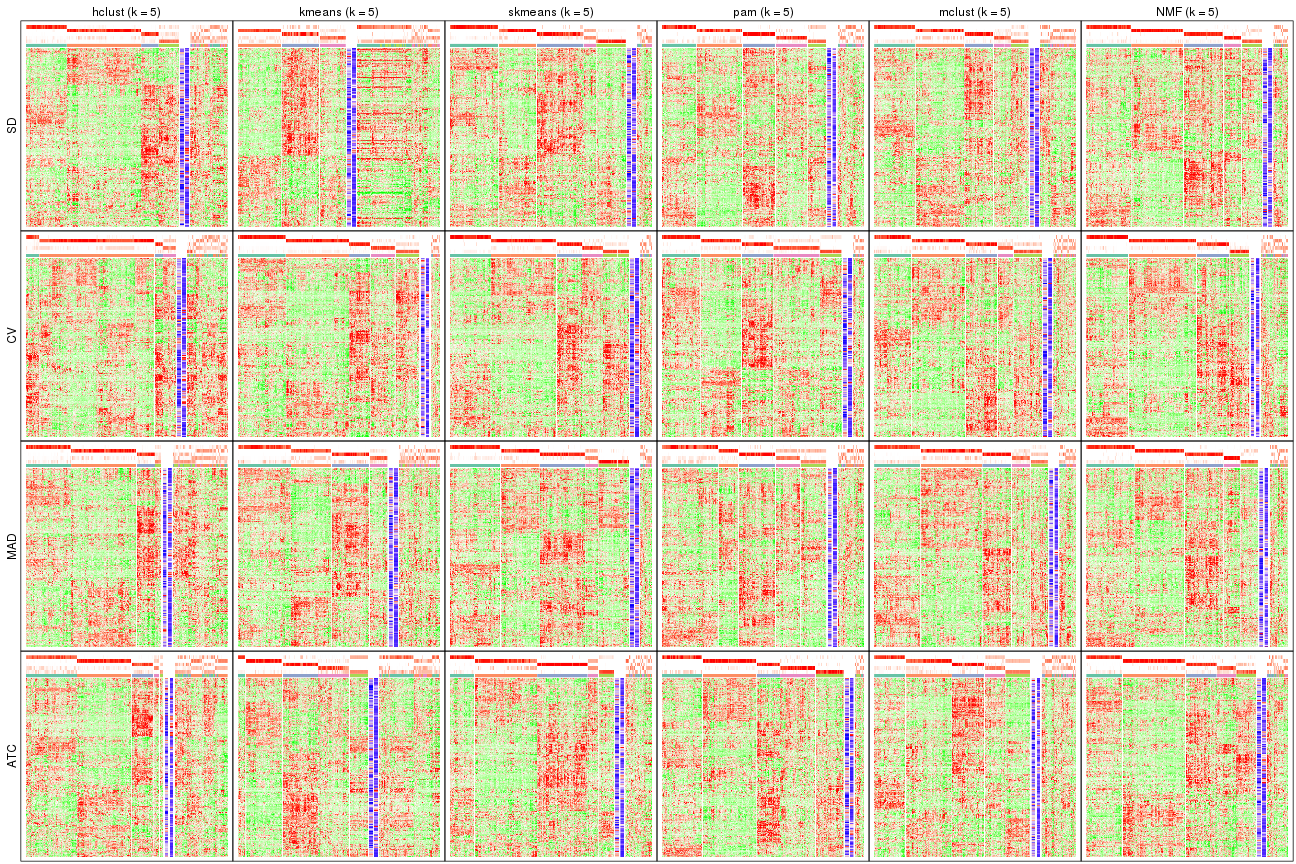 hclust (k = 5) kmeans (k = 5) skmeans (k = 5) pam (k = 5) mclust (k = 5) NMF (k = 5)
SD
CV
MAD
ATC